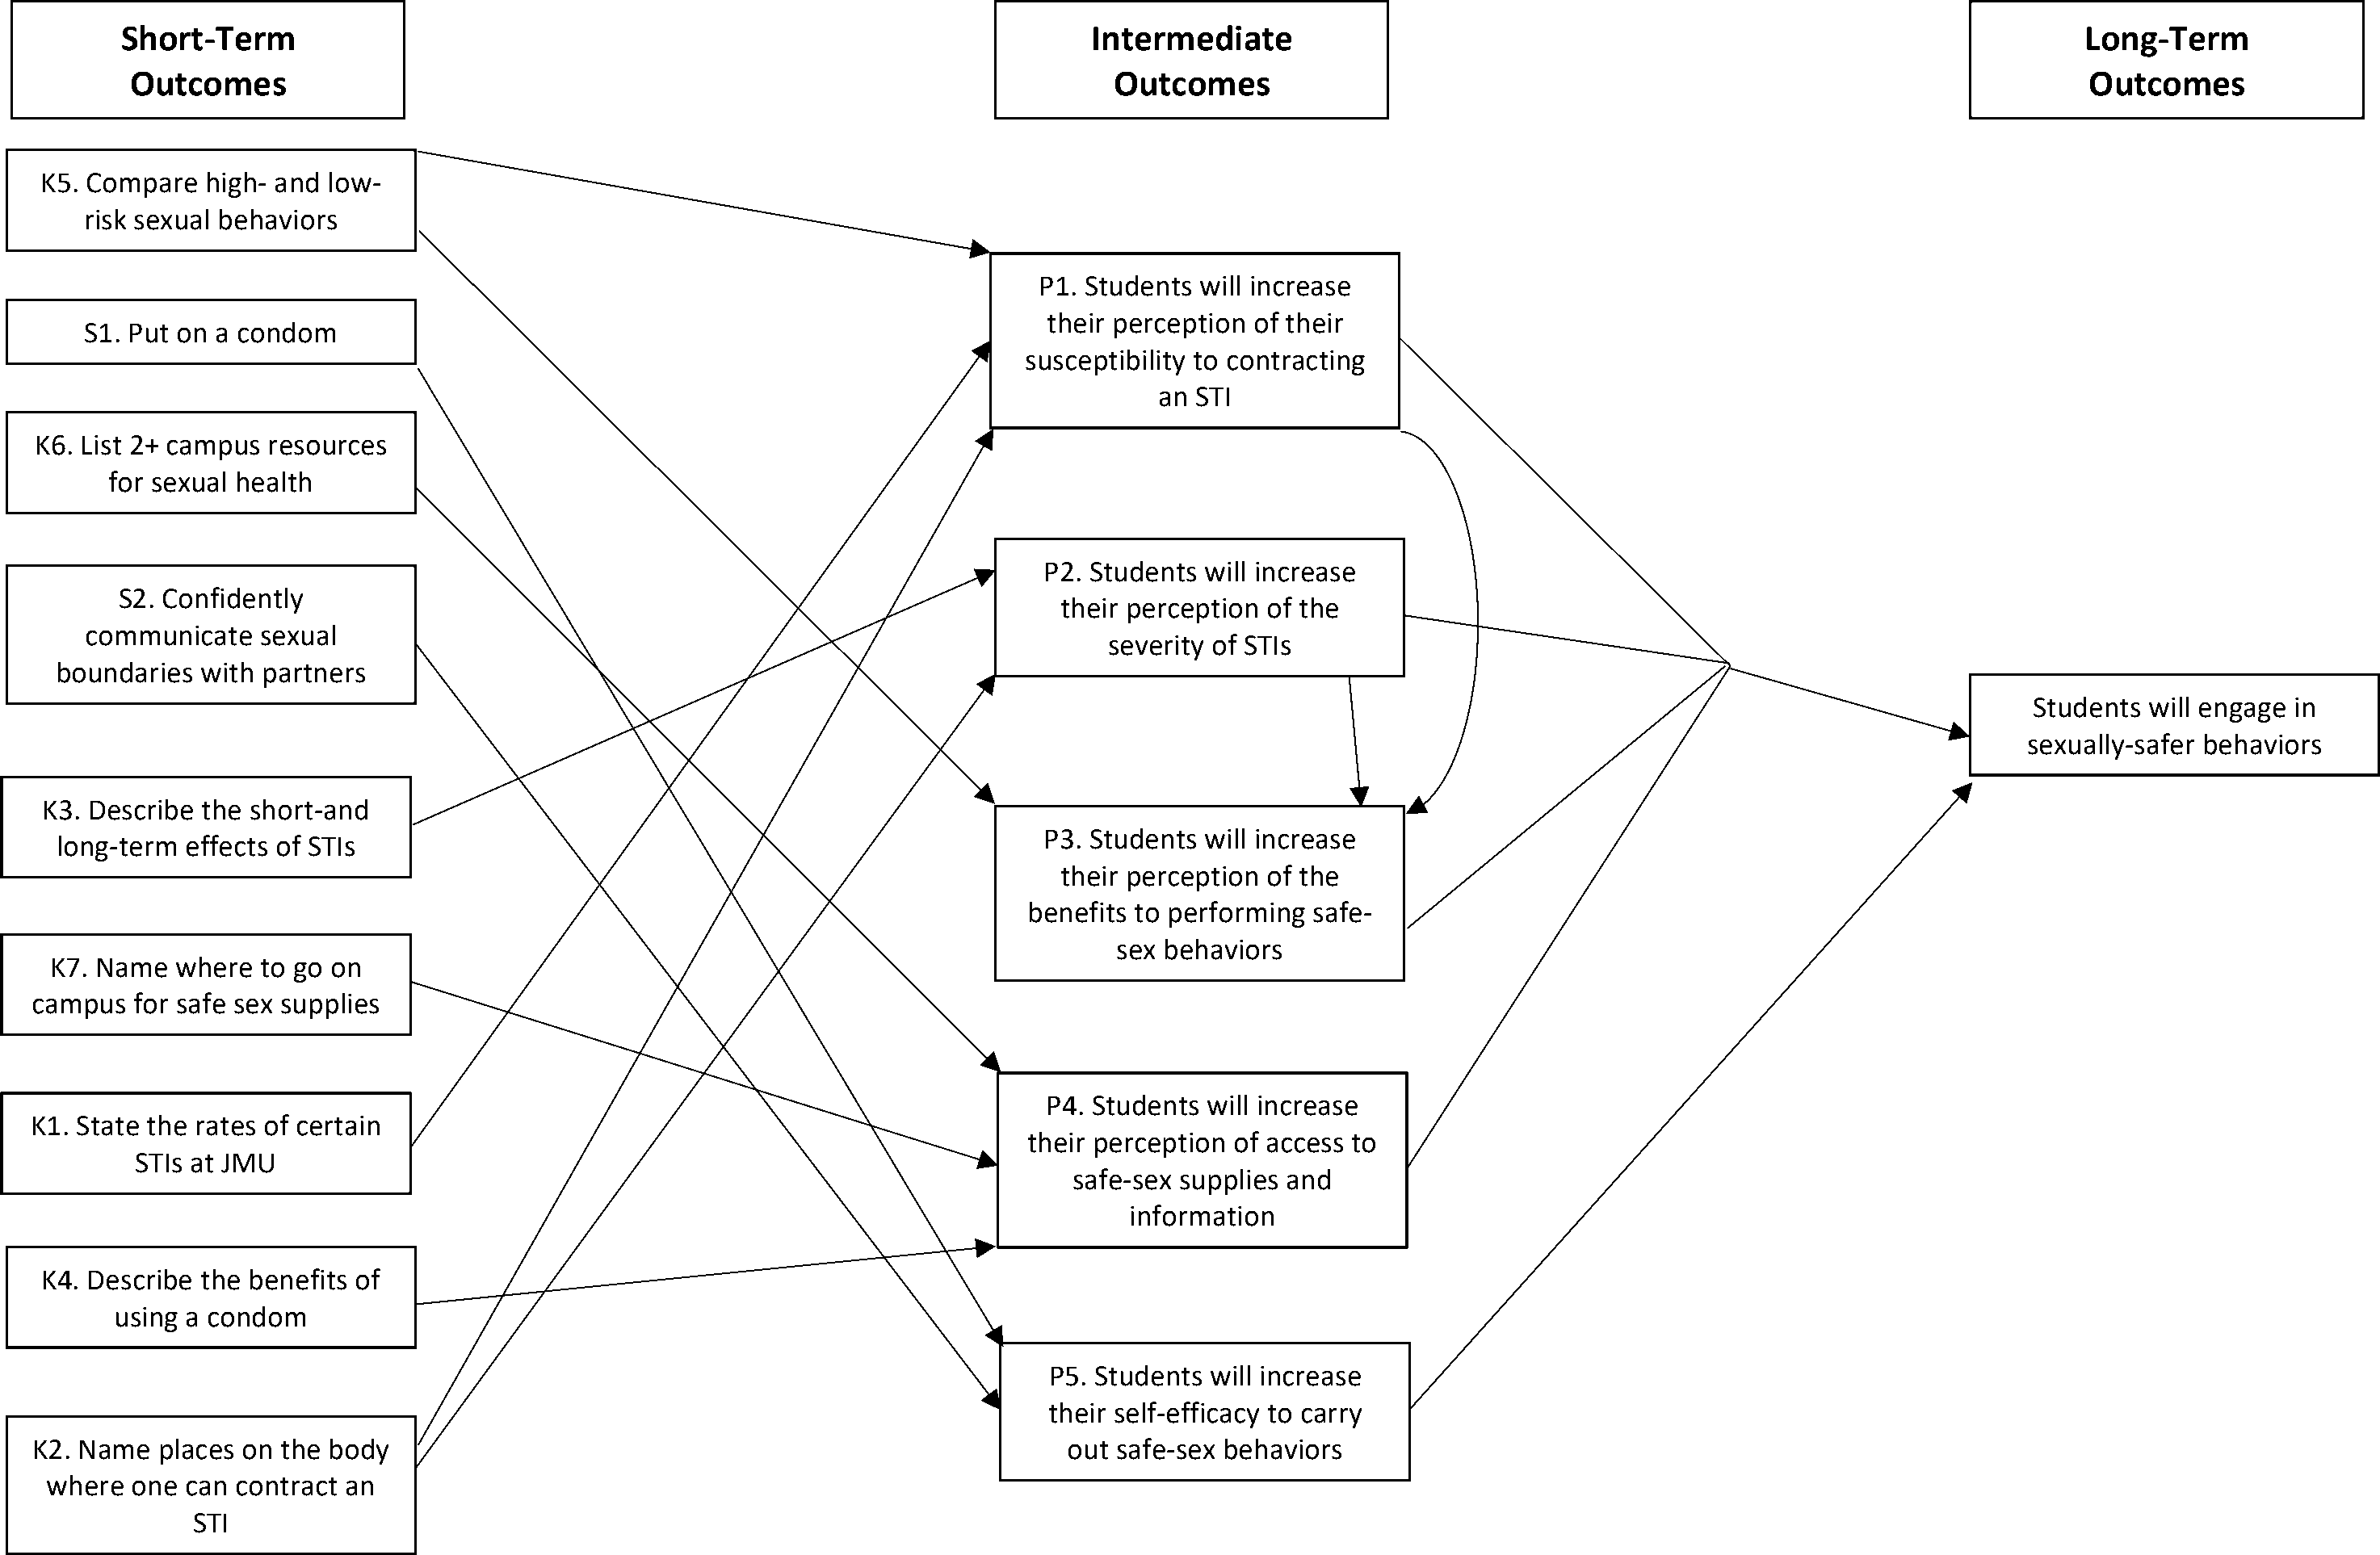 Short-Term
Outcomes
Intermediate
Outcomes
Long-Term
Outcomes
K5. Compare high- and low-
risk sexual behaviors
S1. Put on a condom
K6. List 2+ campus resources
for sexual health
S2. Confidently
communicate sexual
boundaries with partners
K3. Describe the short-and
long-term effects of STIs
K7. Name where to go on
campus for safe sex supplies
K1. State the rates of certain
STIs at JMU
K4. Describe the benefits of
using a condom
K2. Name places on the body
where one can contract an
STI
P1. Students will increase
their perception of their
susceptibility to contracting
an STI
P2. Students will increase
their perception of the
severity of STIs
P3. Students will increase
their perception of the
benefits to performing safe-
sex behaviors
P4. Students will increase
their perception of access to
safe-sex supplies and
information
P5. Students will increase
their self-efficacy to carry
out safe-sex behaviors
Students will engage in
sexually-safer behaviors